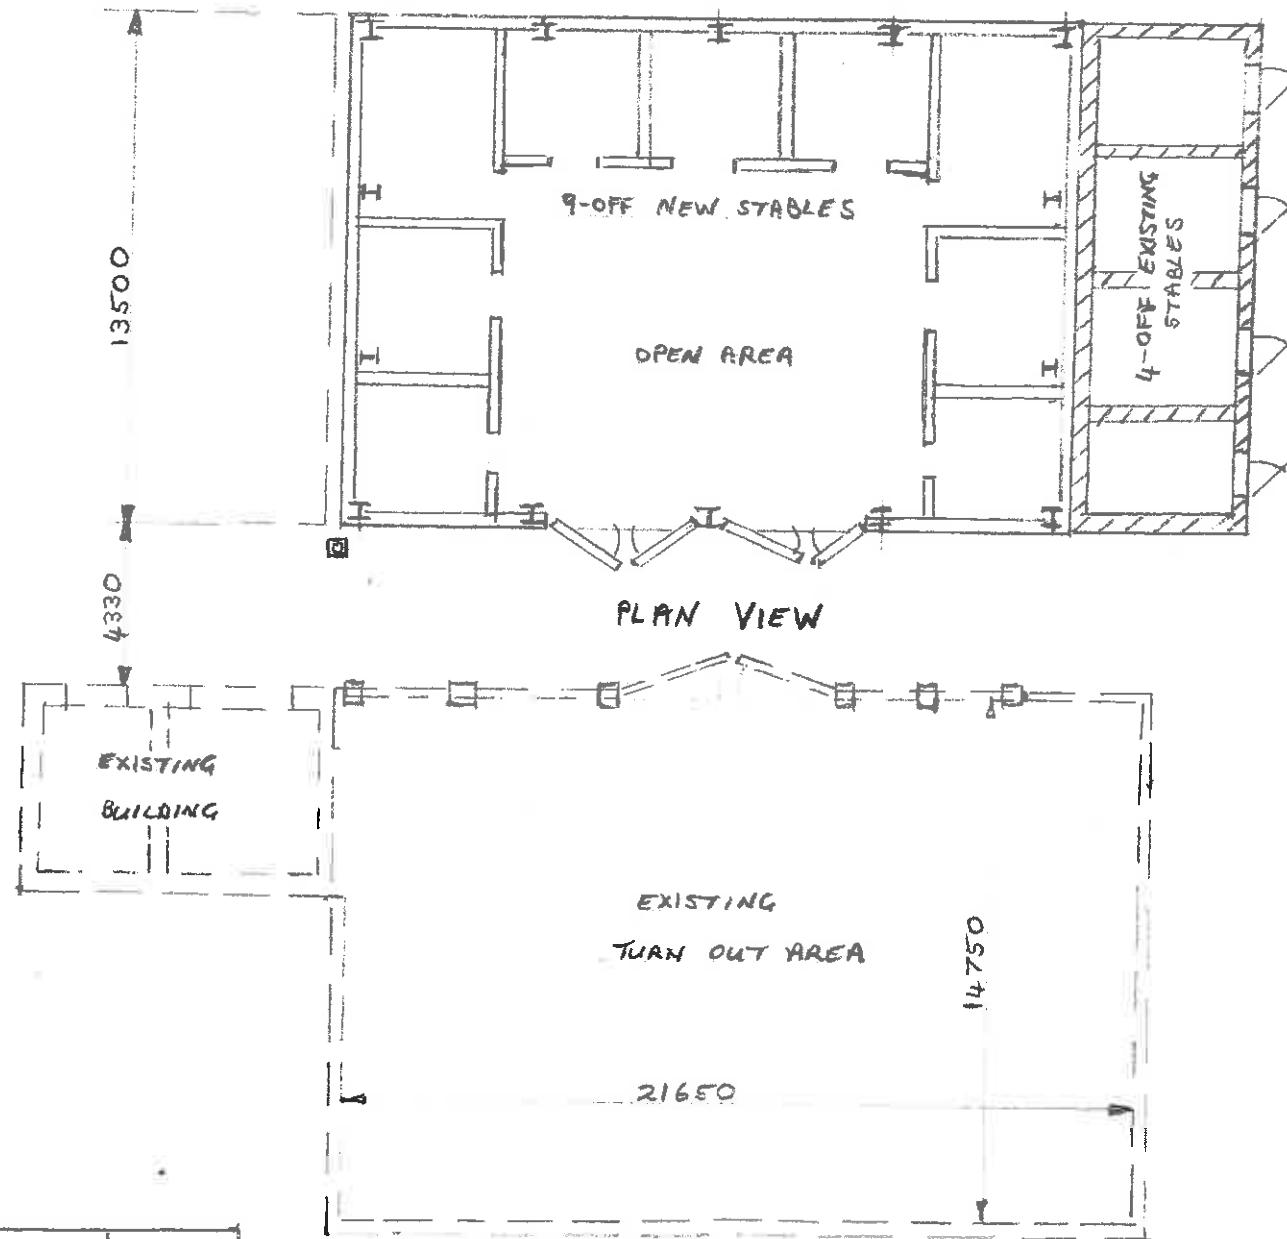 9-OFF NEW STABLES
4-OFF EXISTING
STABLES
13500
OPEN AREA
4330
PLAN VIEW
EXISTING
BUILDING
EXISTING
TURN OUT AREA
14750
21650